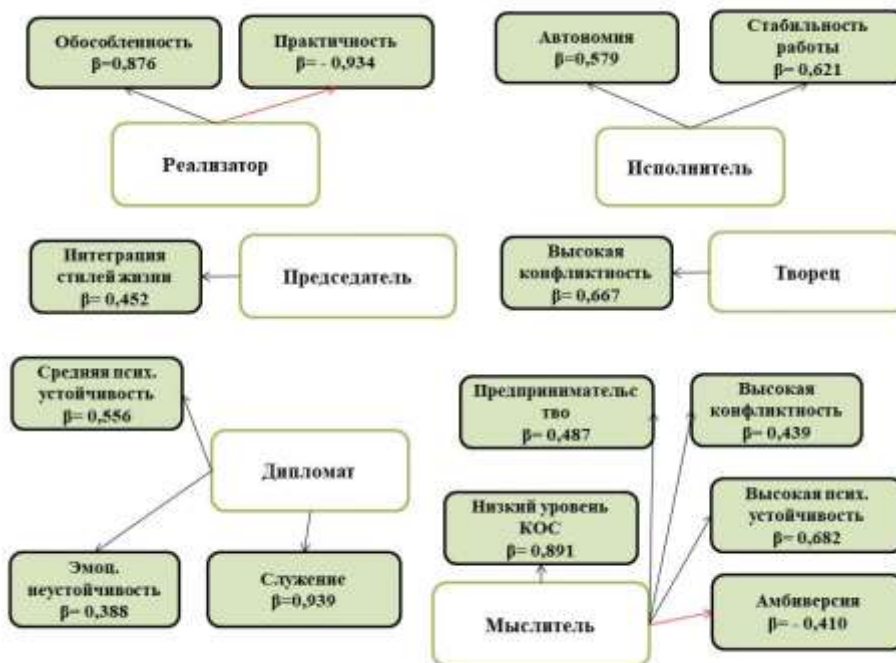 Обособленность
β=0,876
Практичность
β= - 0,934
Реализатор
Автономия
β=0,579
Стабильность
работы
β= 0,621
Исполнитель
Интеграция
стилей жизни
β= 0,452
Председатель
Высокая
конфликтность
β= 0,667
Творец
Средняя псих.
устойчивость
β= 0,556
Дипломат
Эмоц.
неустойчивость
β= 0,388
Служение
β=0,939
Предпринимательс
тво
β= 0,487
Высокая
конфликтность
β= 0,439
Низкий уровень
КОС
β= 0,891
Высокая псих.
устойчивость
β= 0,682
Мыслитель
Амбиверсия
β= - 0,410